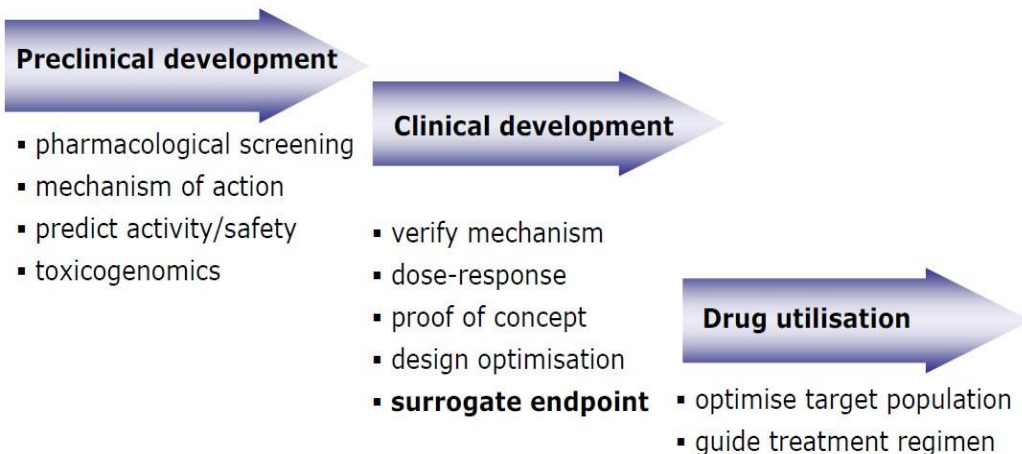 Preclinical development
▪ pharmacological screening
▪ mechanism of action
▪ predict activity/safety
▪ toxicogenomics
Clinical development
▪ verify mechanism
▪ dose-response
▪ proof of concept
▪ design optimisation
▪ surrogate endpoint
Drug utilisation
▪ optimise target population
▪ guide treatment regimen